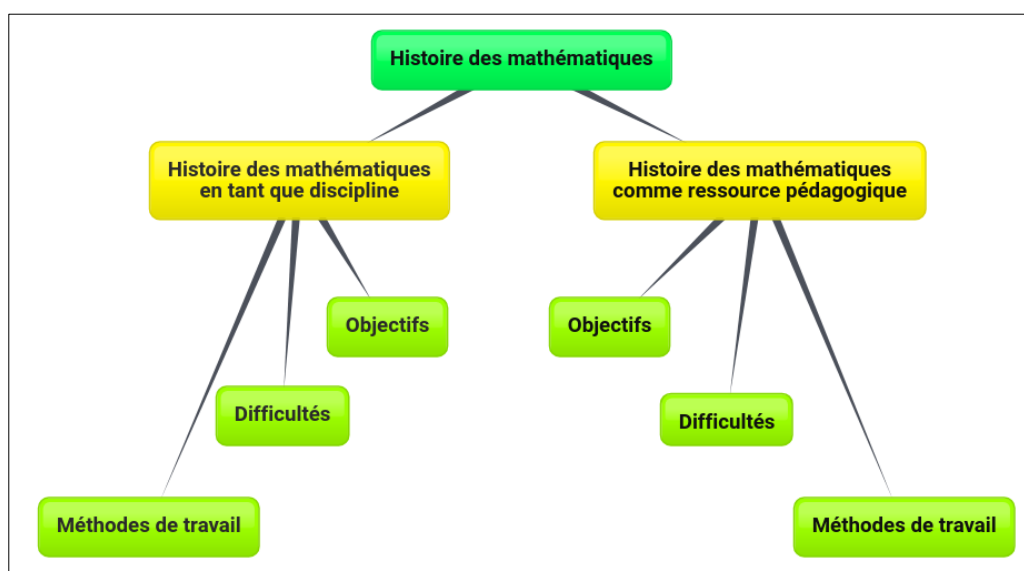 Histoire des mathématiques
Histoire des mathématiques
en tant que discipline
Histoire des mathématiques
comme ressource pédagogique
Objectifs
Objectifs
Difficultés
Difficultés
Méthodes de travail
Méthodes de travail